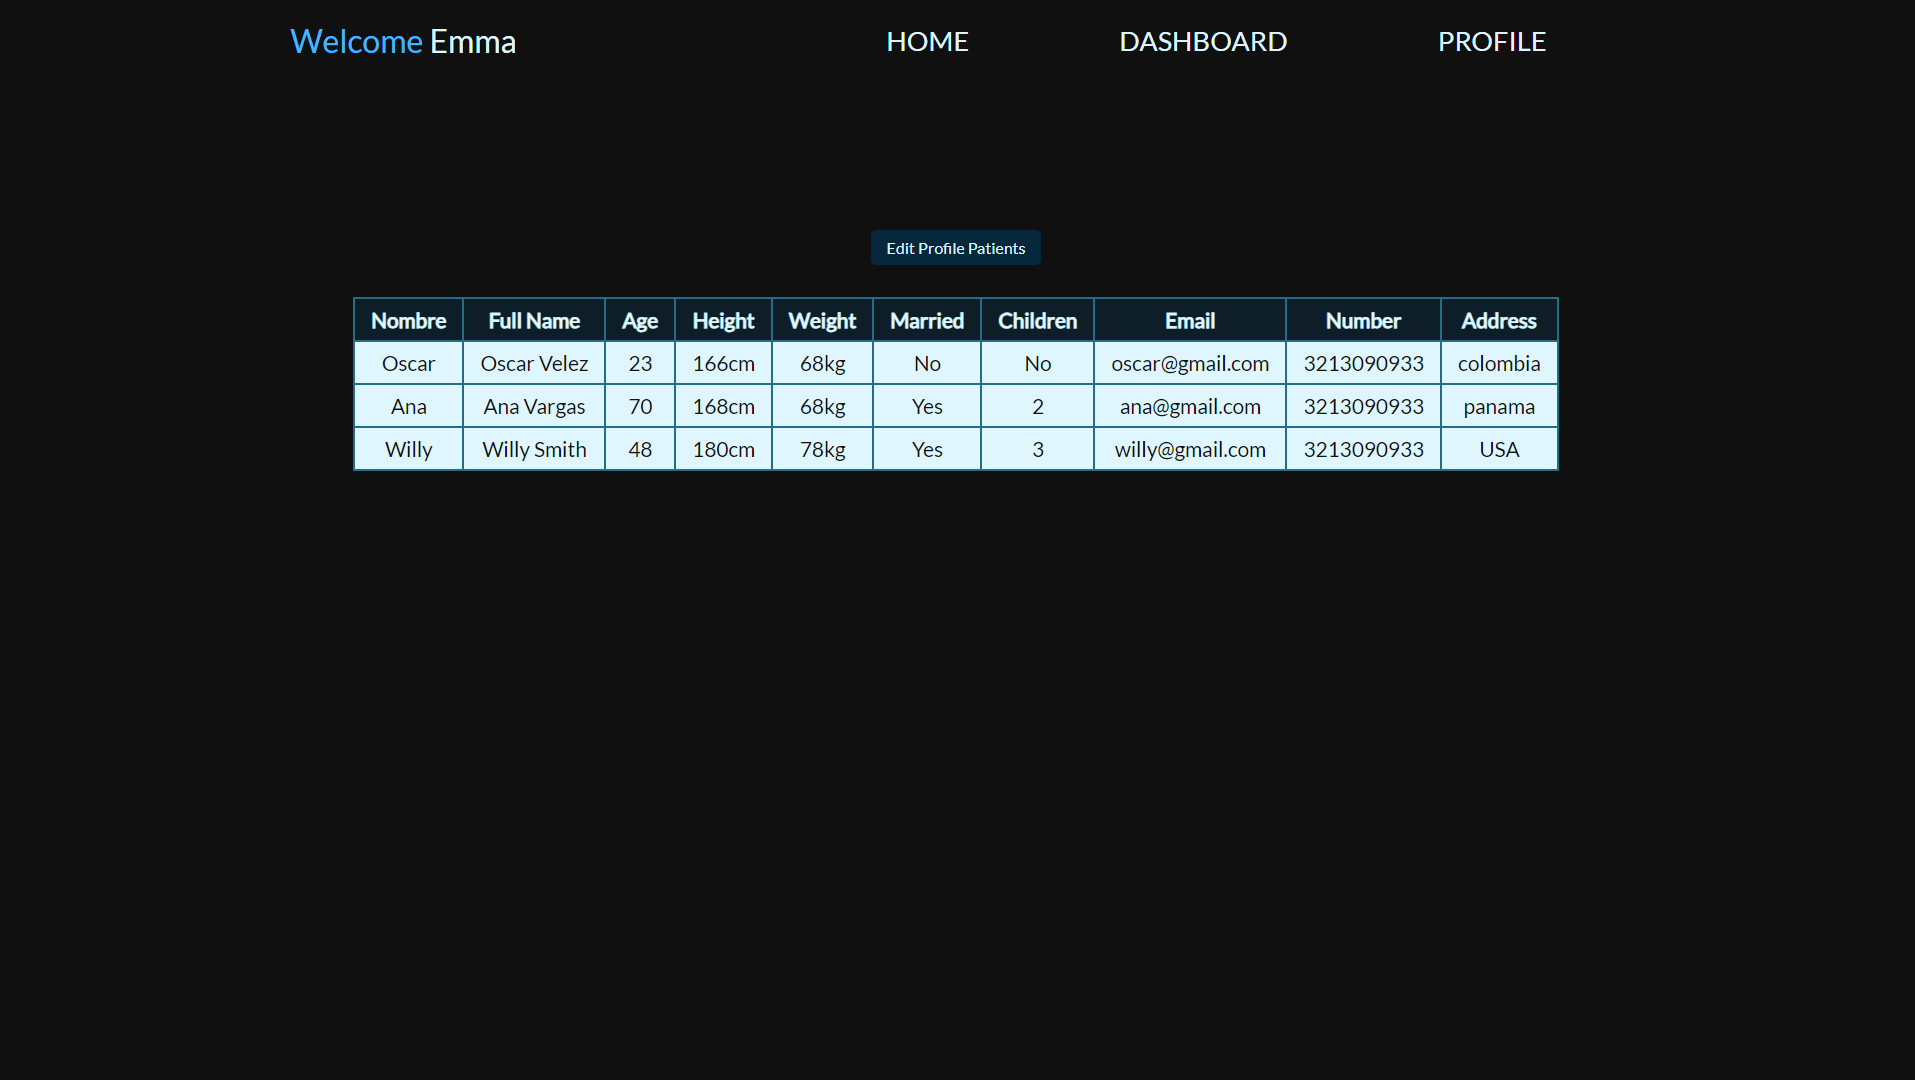 Welcome Emma HOME DASHBOARD PROFILE
Edit Profile Patients
Nombre Full Name Age Height Weight Married Children Email Number Address
Oscar Oscar Velez 23 166cm 68kg No No oscar@gmail.com 3213090933 colombia
Ana Ana Vargas 70 168cm 68kg Yes 2 ana@gmail.com 3213090933 panama
Willy Willy Smith 48 180cm 78kg Yes 3 willy@gmail.com 3213090933 USA